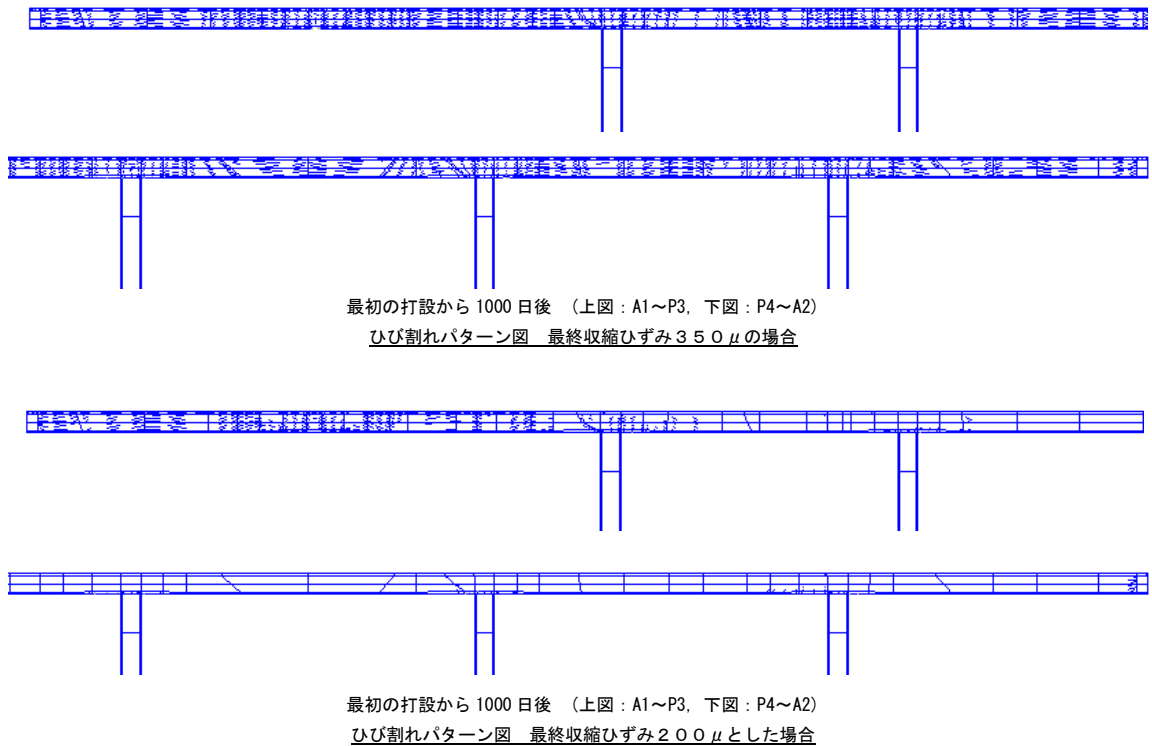 最初の打設から 1000 日後　（上図：A1～P3，下図：P4～A2）
ひび割れパターン図　最終収縮ひずみ３５０μの場合
最初の打設から 1000 日後　（上図：A1～P3，下図：P4～A2）
ひび割れパターン図　最終収縮ひずみ２００μとした場合